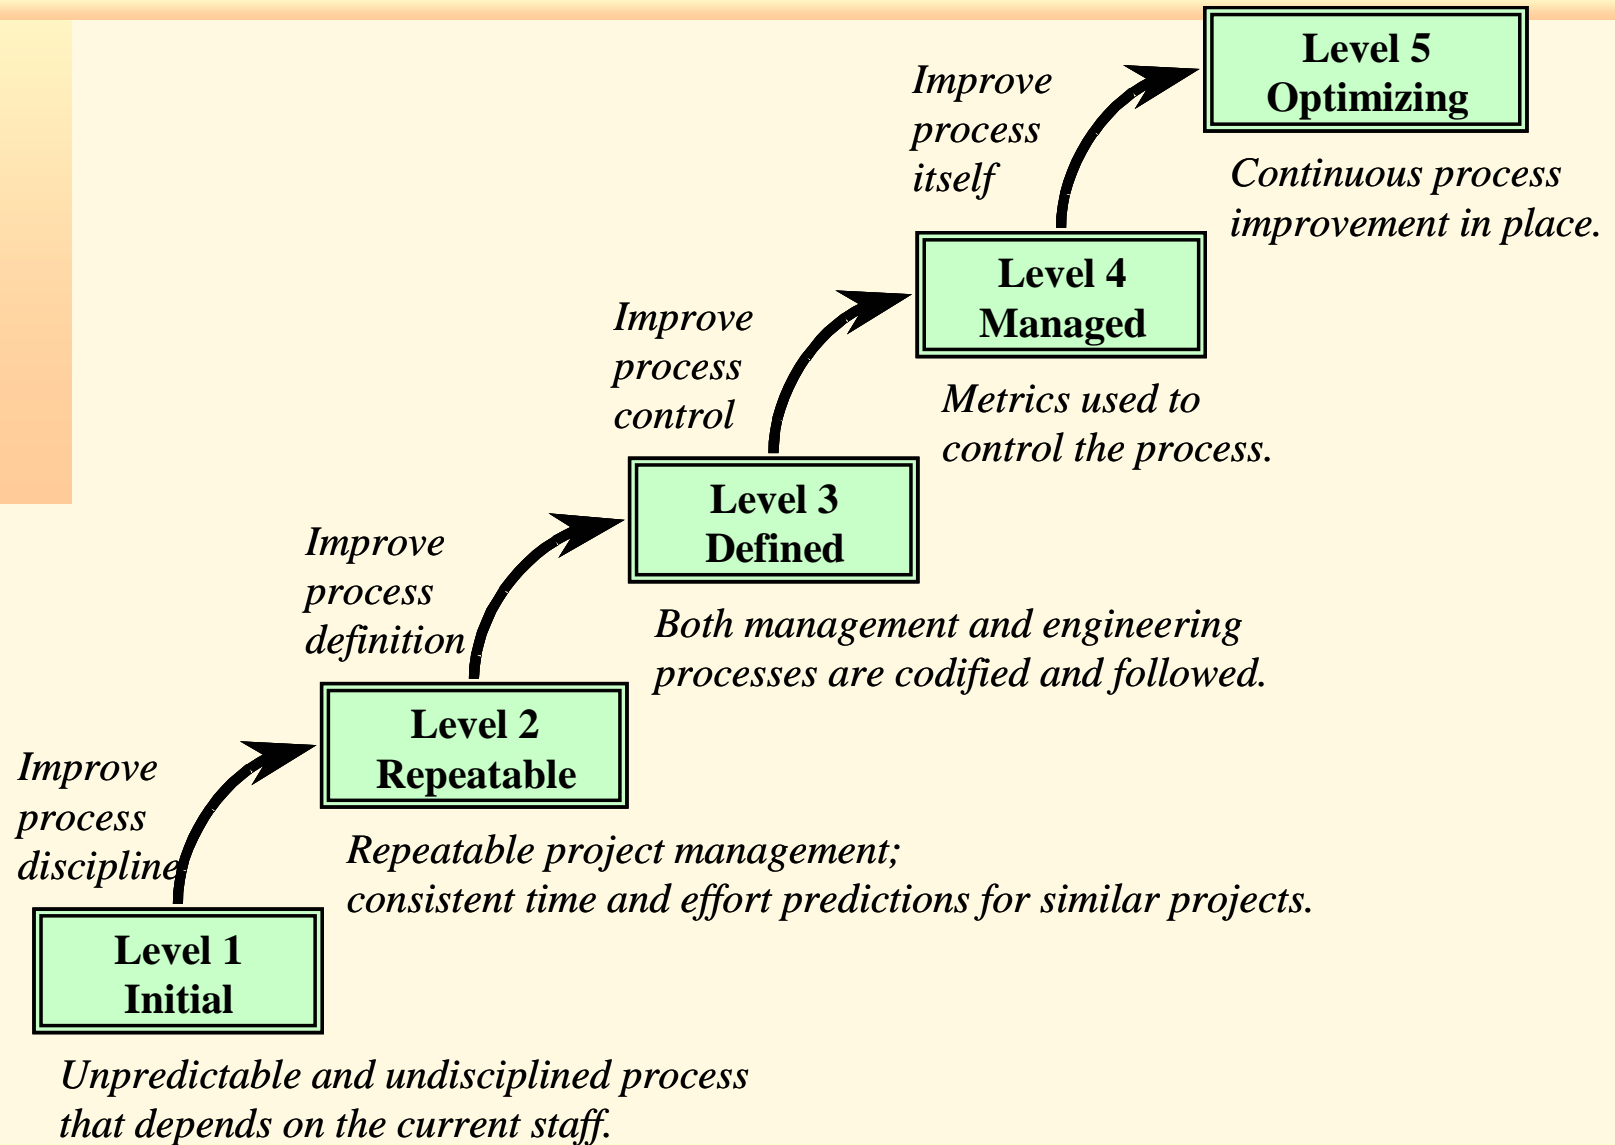 Level 5
Optimizing
Improve
process
itself
Continuous process
improvement in place.
Level 4
Managed
Improve
process
control
Metrics used to
control the process.
Level 3
Defined
Improve
process
definition
Both management and engineering
processes are codified and followed.
Level 2
Repeatable
Improve
process
discipline
Repeatable project management;
consistent time and effort predictions for similar projects.
Level 1
Initial
Unpredictable and undisciplined process
that depends on the current staff.